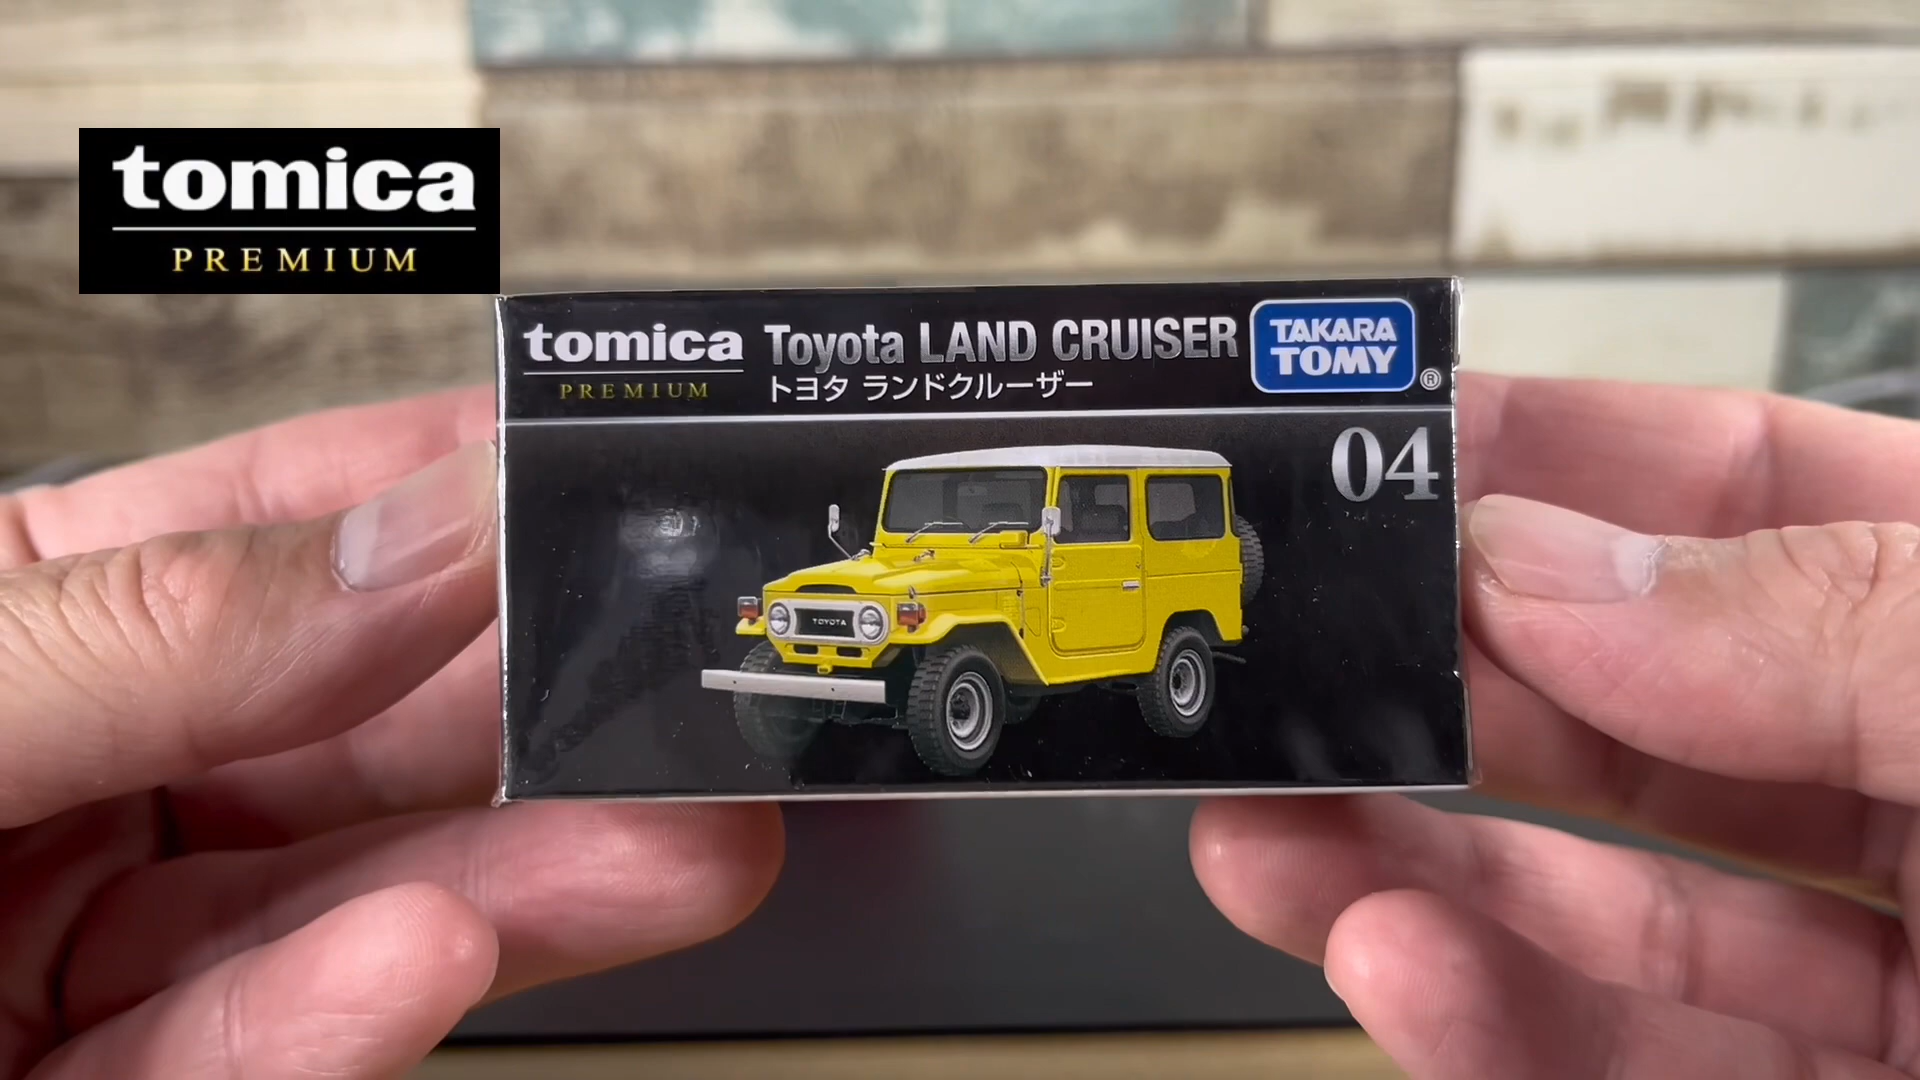 tomica
PREMIUM
tomica
PREMIUM
Toyota LAND CRUISER
トヨタ ランドクルーザー
TAKARA
TOMY
®
04
TOYOTA